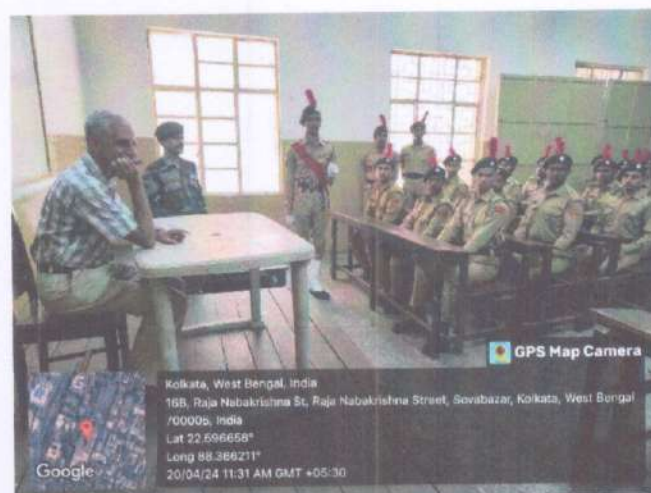 GPS Map Camera
Kolkata, West Bengal, India
16B, Raja Nabakrishna St, Raja Nabakrishna Street, Sovabazar, Kolkata, West Bengal
700005, India
Lat 22.596658°
Long 88.366211°
20/04/24 11:31 AM GMT +05:30
Google